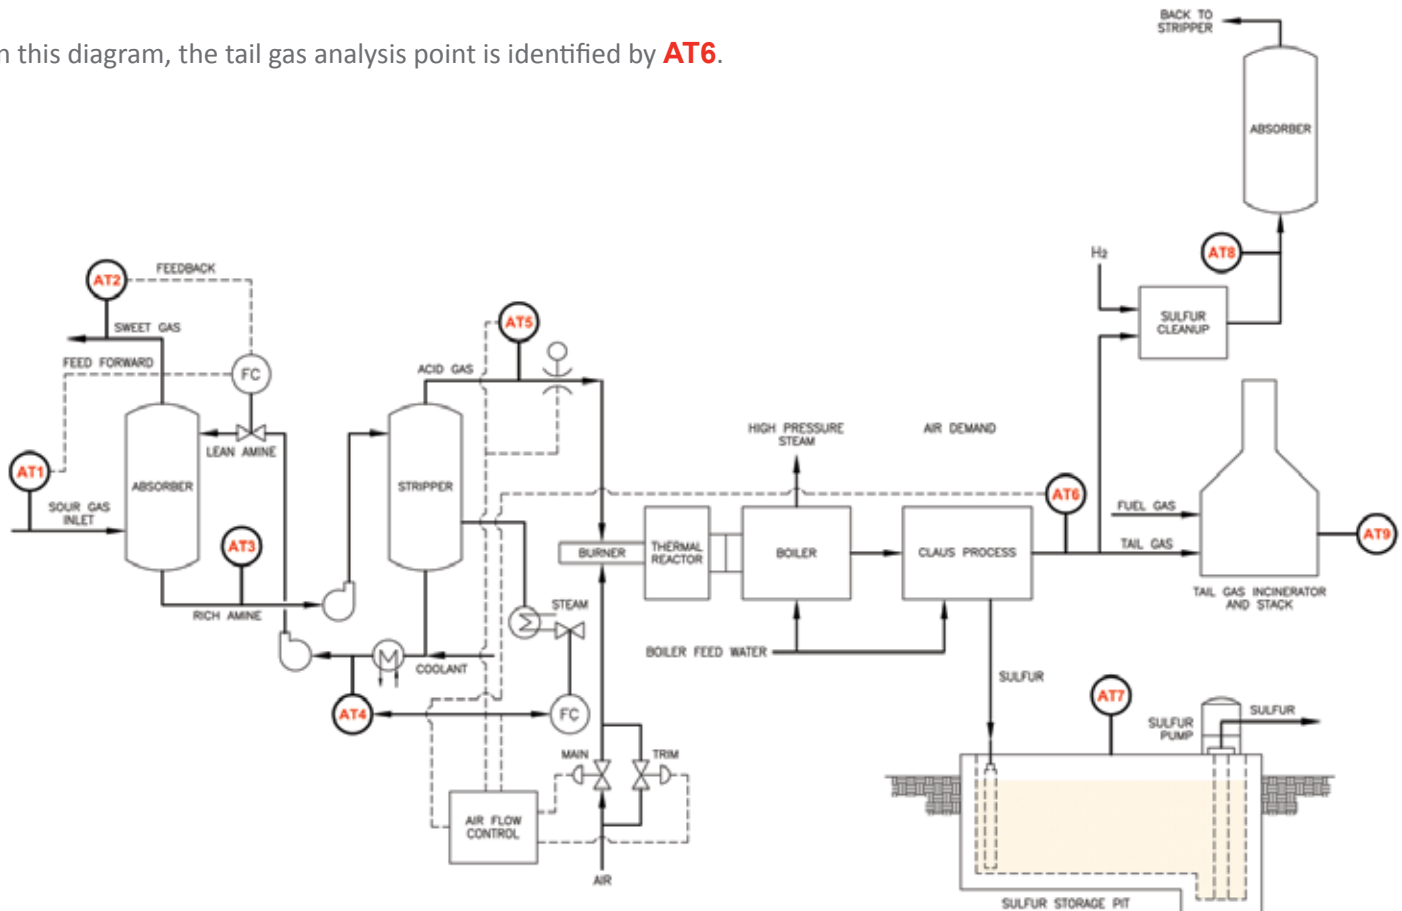 n this diagram, the tail gas analysis point is identified by AT6.
BACK TO
STRIPPER
ABSORBER
AT8
H₂
SULFUR
CLEANUP
AT2
FEEDBACK
SWEET GAS
FEED FORWARD
FC
AT5
ACID GAS
LEAN AMINE
AT1
ABSORBER
SOUR GAS
INLET
STRIPPER
HIGH PRESSURE
STEAM
AIR DEMAND
AT6
FUEL GAS
TAIL GAS
AT9
TAIL GAS INCINERATOR
AND STACK
AT3
RICH AMINE
BURNER
THERMAL
REACTOR
BOILER
CLAUS PROCESS
STEAM
COOLANT
BOILER FEED WATER
SULFUR
AT4
FC
MAIN
TRIM
AT7
SULFUR
PUMP
SULFUR
AIR FLOW
CONTROL
AIR
SULFUR STORAGE PIT